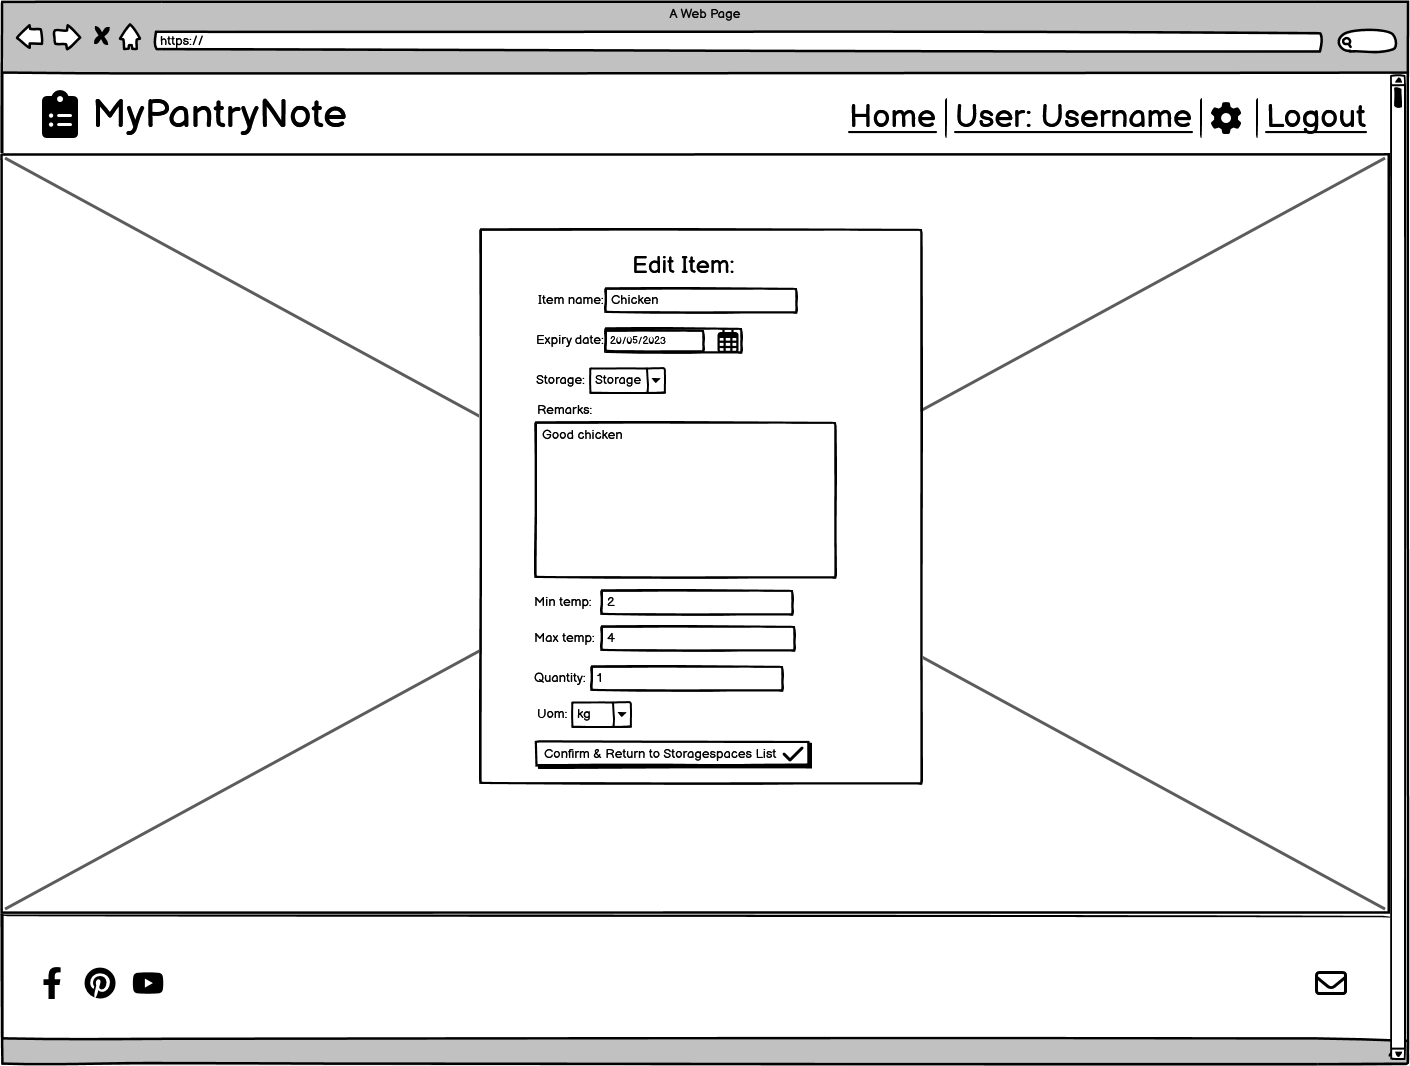 A Web Page
https://
MyPantryNote
Home User: Username Logout
Edit Item:
Item name: Chicken
Expiry date: 20/05/2023
Storage: Storage
Remarks:
Good chicken
Min temp: 2
Max temp: 4
Quantity: 1
Uom: kg
Confirm & Return to Storagespaces List